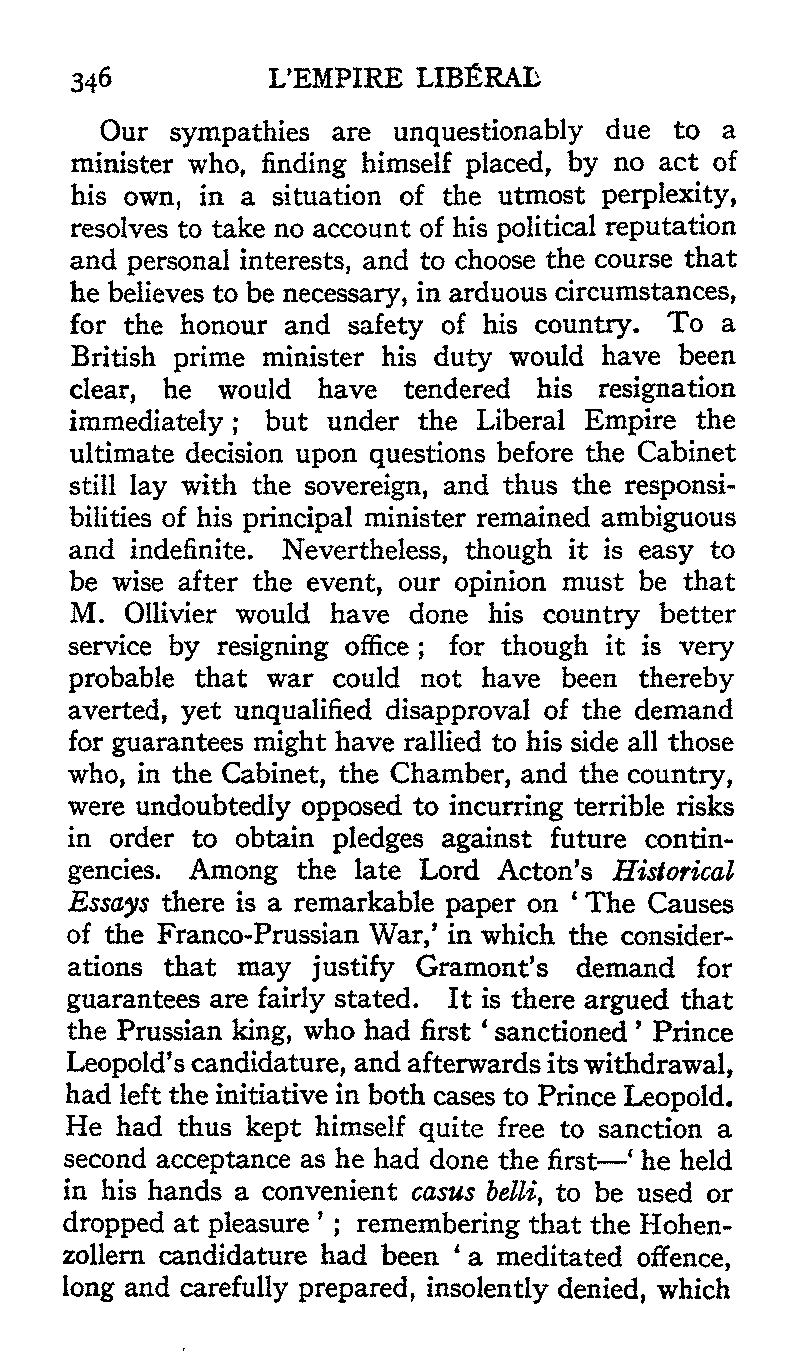 346 L'EMPIRE LIBÉRAL
Our sympathies are unquestionably due to a
minister who, finding himself placed, by no act of
his own, in a situation of the utmost perplexity,
resolves to take no account of his political reputation
and personal interests, and to choose the course that
he believes to be necessary, in arduous circumstances,
for the honour and safety of his country. To a
British prime minister his duty would have been
clear, he would have tendered his resignation
immediately ; but under the Liberal Empire the
ultimate decision upon questions before the Cabinet
still lay with the sovereign, and thus the responsi-
bilities of his principal minister remained ambiguous
and indefinite. Nevertheless, though it is easy to
be wise after the event, our opinion must be that
M. Ollivier would have done his country better
service by resigning office ; for though it is very
probable that war could not have been thereby
averted, yet unqualified disapproval of the demand
for guarantees might have rallied to his side all those
who, in the Cabinet, the Chamber, and the country,
were undoubtedly opposed to incurring terrible risks
in order to obtain pledges against future contin-
gencies. Among the late Lord Acton's Historical
Essays there is a remarkable paper on ‘ The Causes
of the Franco-Prussian War,’ in which the consider-
ations that may justify Gramont's demand for
guarantees are fairly stated. It is there argued that
the Prussian king, who had first ‘ sanctioned ’ Prince
Leopold's candidature, and afterwards its withdrawal,
had left the initiative in both cases to Prince Leopold.
He had thus kept himself quite free to sanction a
second acceptance as he had done the first—‘ he held
in his hands a convenient casus belli, to be used or
dropped at pleasure ’ ; remembering that the Hohen-
zollern candidature had been ‘ a meditated offence,
long and carefully prepared, insolently denied, which